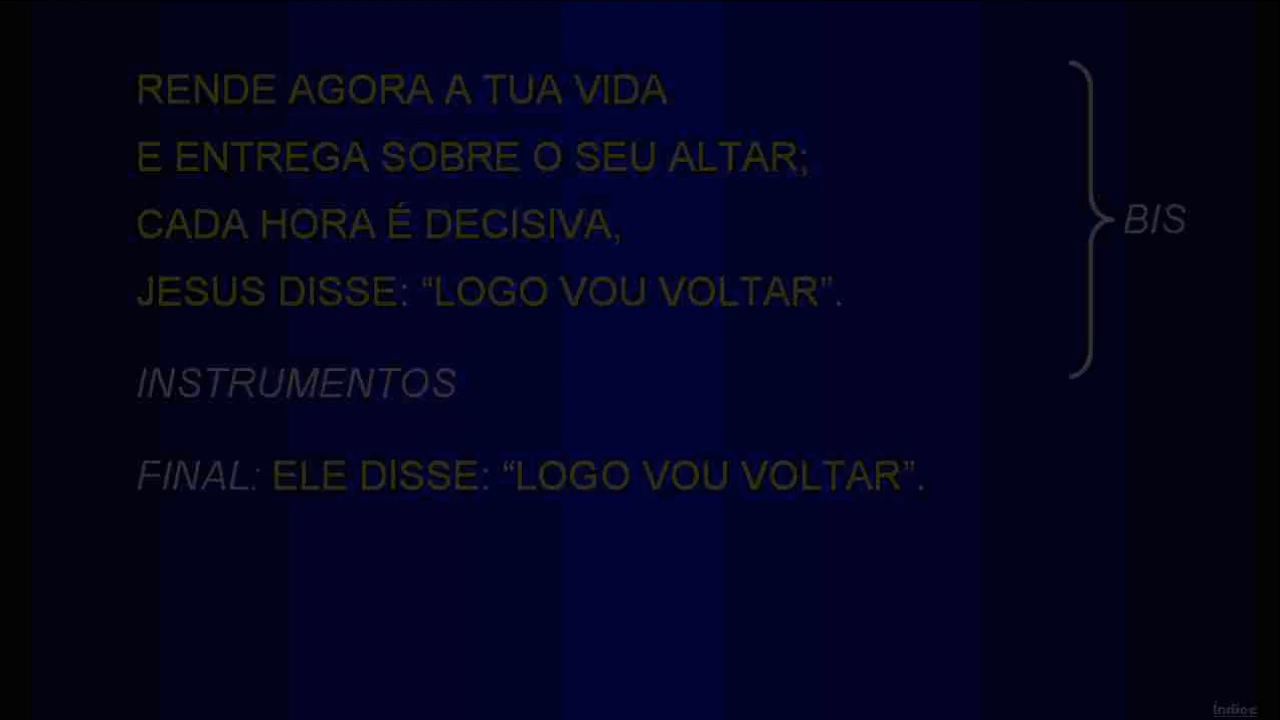 RENDE AGORA A TUA VIDA
E ENTREGA SOBRE O SEU ALTAR;
CADA HORA É DECISIVA,
JESUS DISSE: “LOGO VOU VOLTAR”.
BIS
INSTRUMENTOS
FINAL: ELE DISSE: “LOGO VOU VOLTAR”.
Índice